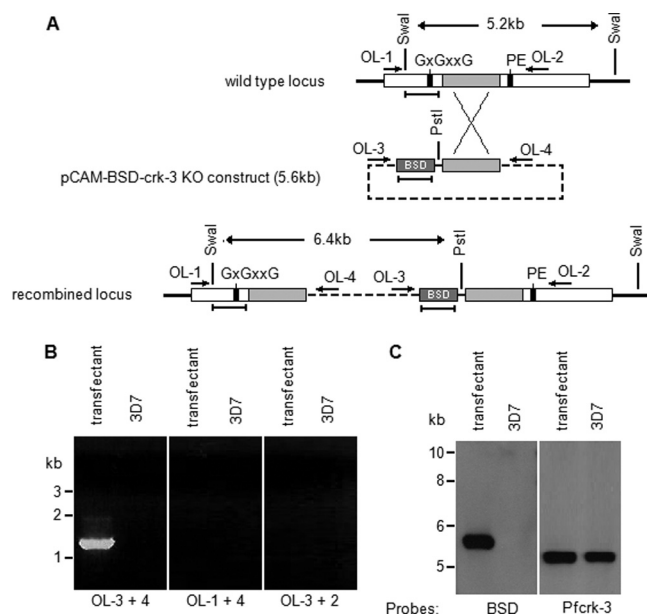 A
SwaI
5.2kb
SwaI
OL-1
GxGxxG
PE
OL-2
wild type locus
PstI
OL-3
BSD
OL-4
pCAM-BSD-crk-3 KO construct (5.6kb)
SwaI
6.4kb
PstI
SwaI
OL-1
GxGxxG
OL-4
OL-3
PE
OL-2
recombined locus
BSD
B
transfectant
3D7
transfectant
3D7
transfectant
3D7
kb
3
2
1
OL-3 + 4
OL-1 + 4
OL-3 + 2
C
transfectant
3D7
transfectant
3D7
kb
10
8
6
5
Probes:
BSD
Pfcrk-3